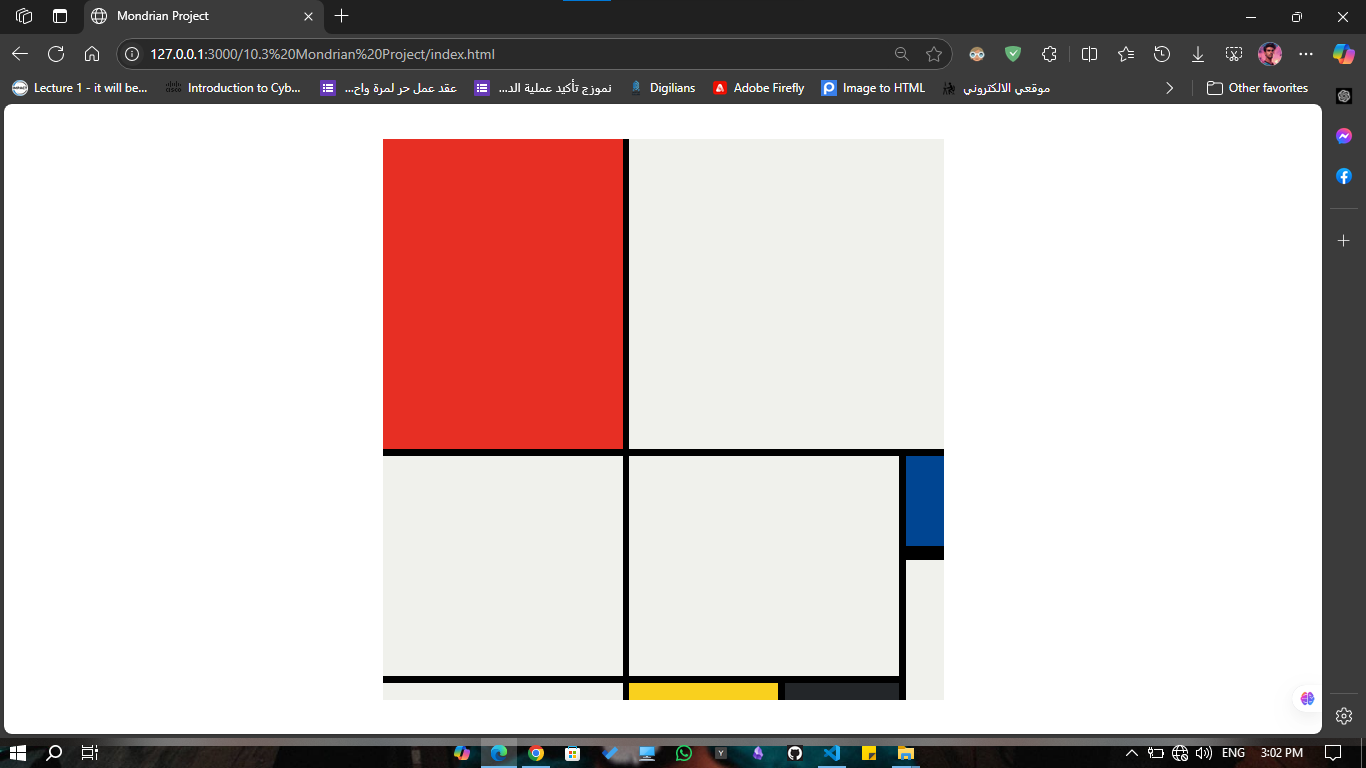 Mondrian Project
127.0.0.1:3000/10.3%20Mondrian%20Project/index.html
Lecture 1 - it will be...
Introduction to Cyb...
عقد عمل حر لمرة واح...
نموزج تأكيد عملية الد...
Digilians
Adobe Firefly
Image to HTML
موقعي الالكتروني
Other favorites
ENG
3:02 PM